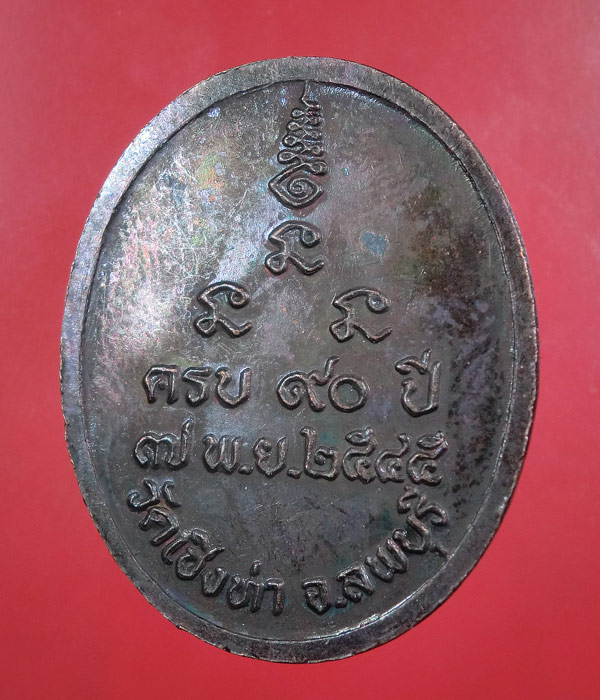 ครบ ๙๐ ปี
๗ พ.ย.๒๕๔๕
วัดเชิงท่า จ.ลพบุรี